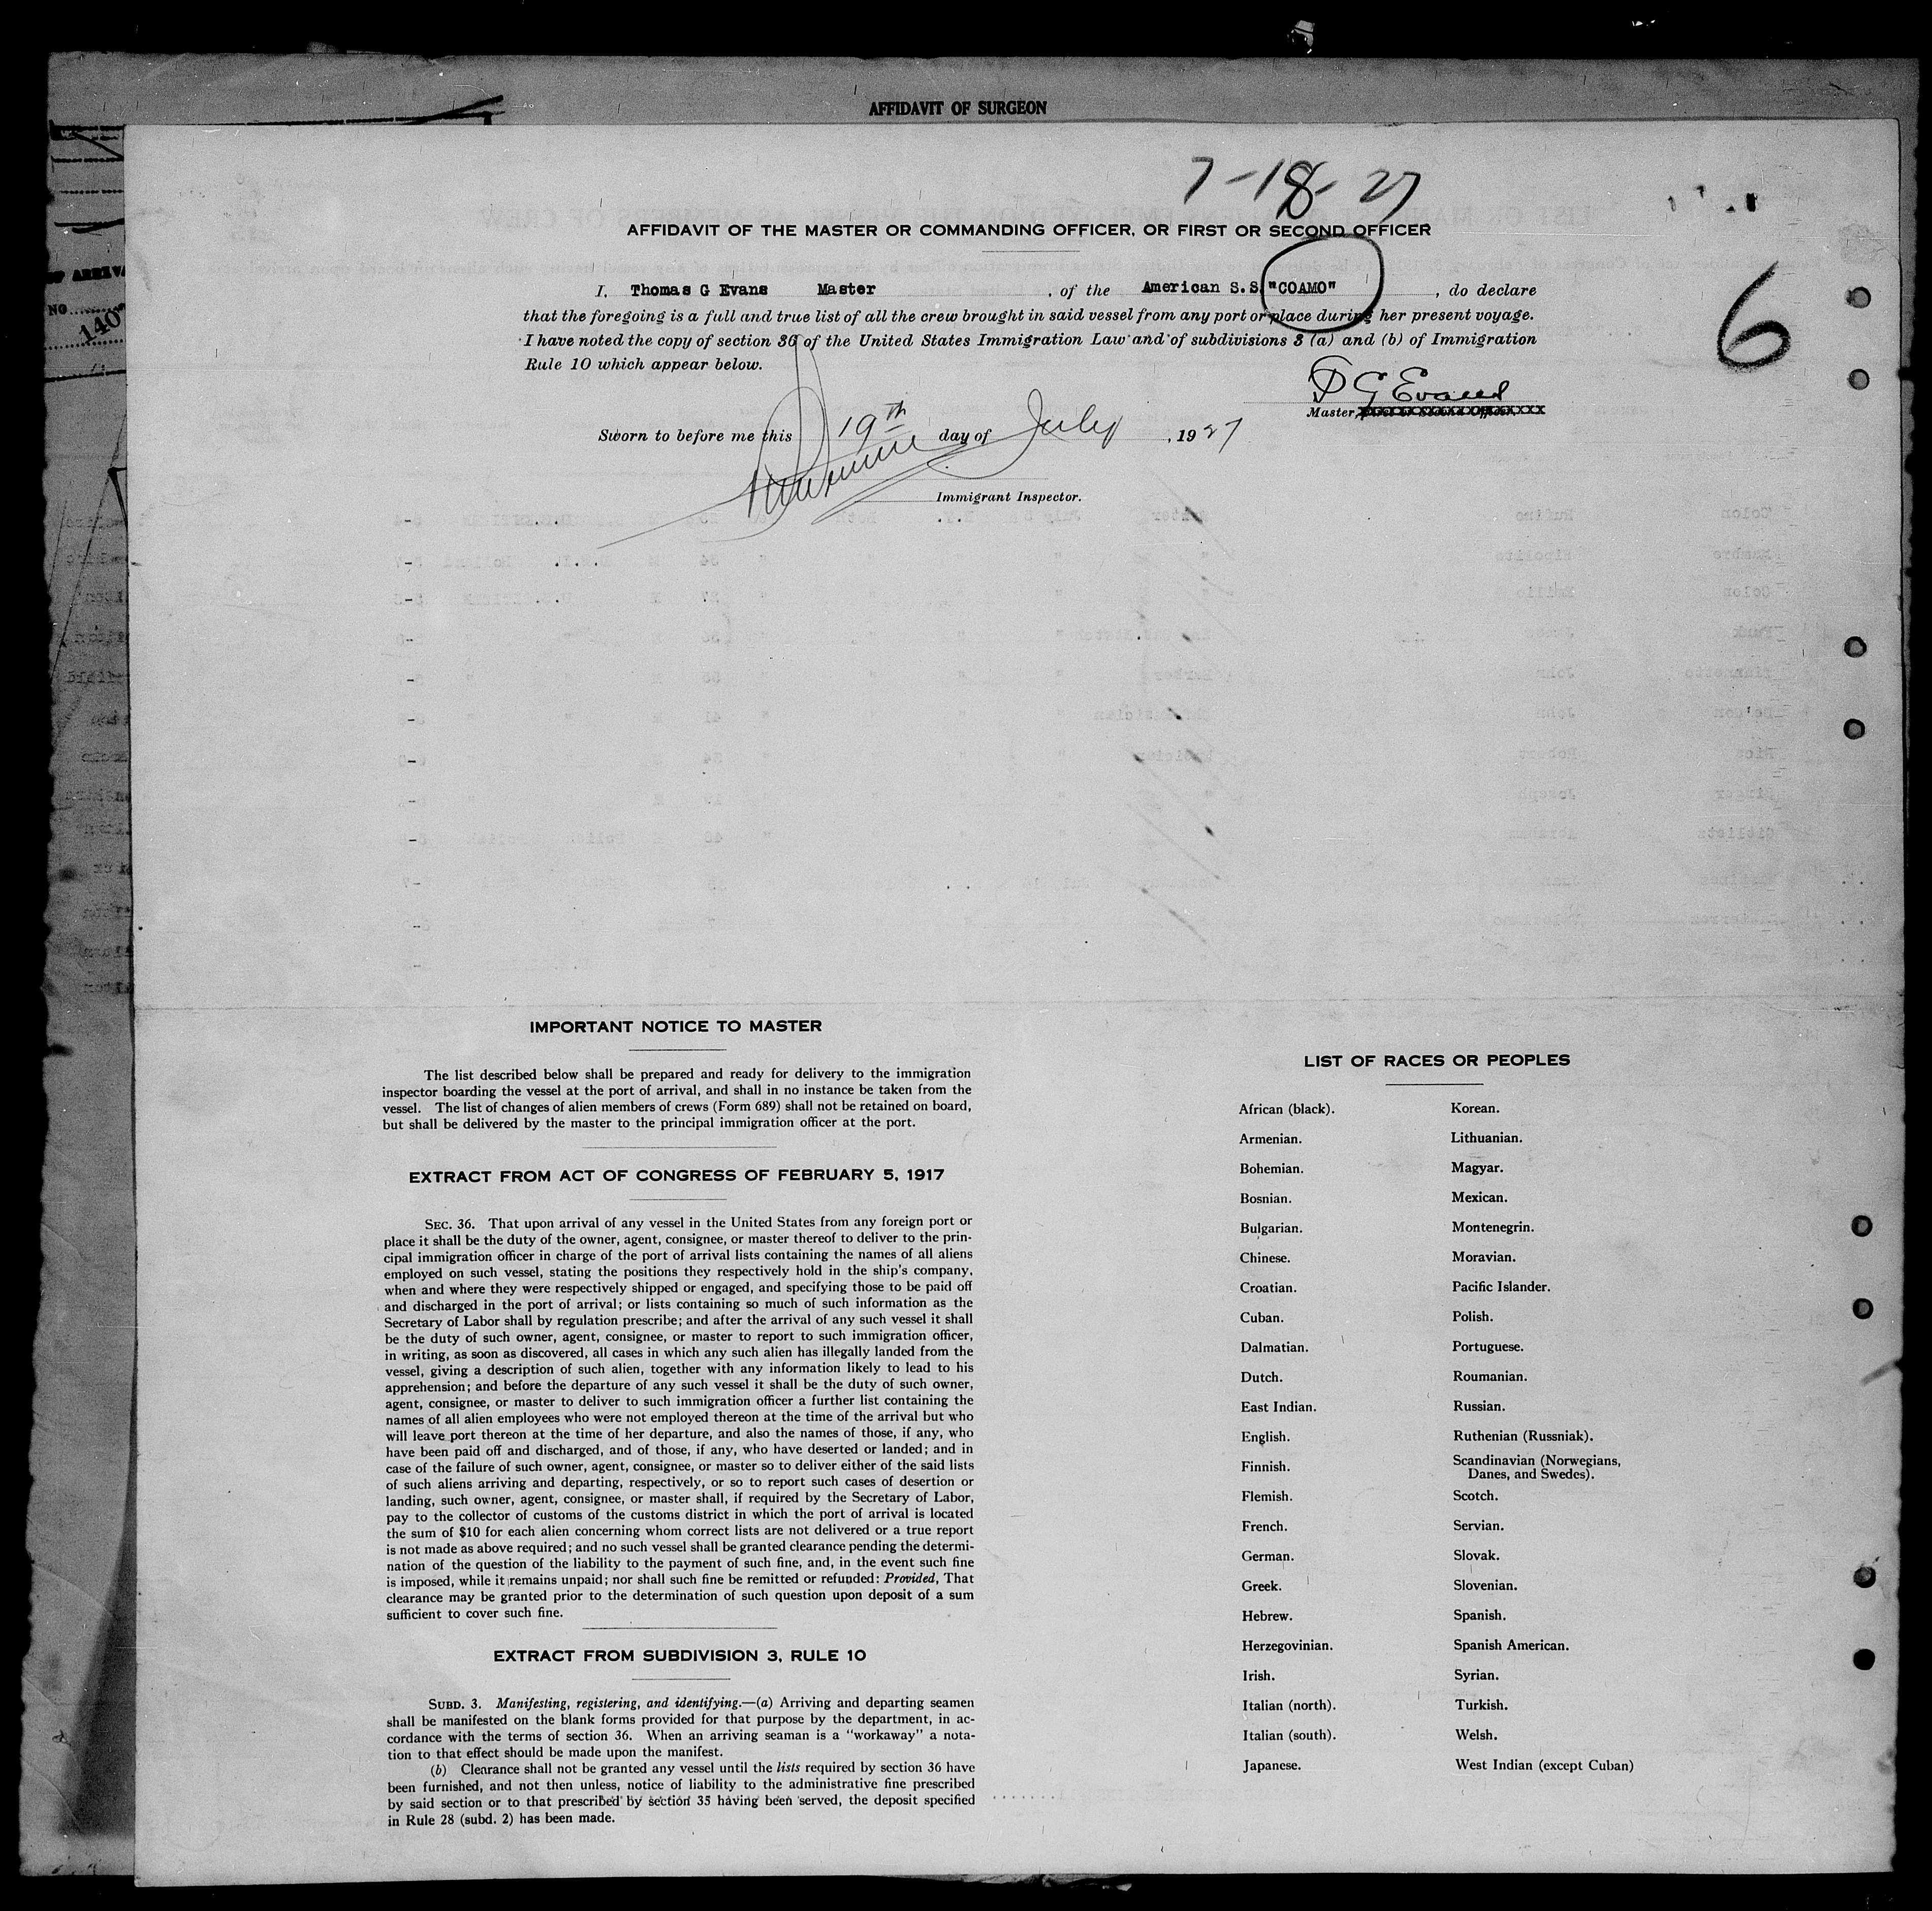 AFFIDAVIT OF SURGEON
7-18-27
AFFIDAVIT OF THE MASTER OR COMMANDING OFFICER, OR FIRST OR SECOND OFFICER
6
I, Thomas G Evans Master, of the American S.S. "COAMO", do declare
that the foregoing is a full and true list of all the crew brought in said vessel from any port or place during her present voyage.
I have noted the copy of section 36 of the United States Immigration Law and of subdivisions 3 (a) and (b) of Immigration
Rule 10 which appear below.
T G Evans
Master,
Sworn to before me this 19th day of July, 1927
Immigrant Inspector.
NO
140
IMPORTANT NOTICE TO MASTER
The list described below shall be prepared and ready for delivery to the immigration
inspector boarding the vessel at the port of arrival, and shall in no instance be taken from the
vessel. The list of changes of alien members of crews (Form 689) shall not be retained on board,
but shall be delivered by the master to the principal immigration officer at the port.
EXTRACT FROM ACT OF CONGRESS OF FEBRUARY 5, 1917
SEC. 36. That upon arrival of any vessel in the United States from any foreign port or
place it shall be the duty of the owner, agent, consignee, or master thereof to deliver to the prin-
cipal immigration officer in charge of the port of arrival lists containing the names of all aliens
employed on such vessel, stating the positions they respectively hold in the ship's company,
when and where they were respectively shipped or engaged, and specifying those to be paid off
and discharged in the port of arrival; or lists containing so much of such information as the
Secretary of Labor shall by regulation prescribe; and after the arrival of any such vessel it shall
be the duty of such owner, agent, consignee, or master to report to such immigration officer,
in writing, as soon as discovered, all cases in which any such alien has illegally landed from the
vessel, giving a description of such alien, together with any information likely to lead to his
apprehension; and before the departure of any such vessel it shall be the duty of such owner,
agent, consignee, or master to deliver to such immigration officer a further list containing the
names of all alien employees who were not employed thereon at the time of the arrival but who
will leave port thereon at the time of her departure, and also the names of those, if any, who
have been paid off and discharged, and of those, if any, who have deserted or landed; and in
case of the failure of such owner, agent, consignee, or master so to deliver either of the said lists
of such aliens arriving and departing, respectively, or so to report such cases of desertion or
landing, such owner, agent, consignee, or master shall, if required by the Secretary of Labor,
pay to the collector of customs of the customs district in which the port of arrival is located
the sum of $10 for each alien concerning whom correct lists are not delivered or a true report
is not made as above required; and no such vessel shall be granted clearance pending the determi-
nation of the question of the liability to the payment of such fine, and, in the event such fine
is imposed, while it remains unpaid; nor shall such fine be remitted or refunded: Provided, That
clearance may be granted prior to the determination of such question upon deposit of a sum
sufficient to cover such fine.
EXTRACT FROM SUBDIVISION 3, RULE 10
SUBD. 3. Manifesting, registering, and identifying.—(a) Arriving and departing seamen
shall be manifested on the blank forms provided for that purpose by the department, in ac-
cordance with the terms of section 36. When an arriving seaman is a "workaway" a nota-
tion to that effect should be made upon the manifest.
(b) Clearance shall not be granted any vessel until the lists required by section 36 have
been furnished, and not then unless, notice of liability to the administrative fine prescribed
by said section or to that prescribed by section 35 having been served, the deposit specified
in Rule 28 (subd. 2) has been made.
LIST OF RACES OR PEOPLES
African (black).
Armenian.
Bohemian.
Bosnian.
Bulgarian.
Chinese.
Croatian.
Cuban.
Dalmatian.
Dutch.
East Indian.
English.
Finnish.
Flemish.
French.
German.
Greek.
Hebrew.
Herzegovinian.
Irish.
Italian (north).
Italian (south).
Japanese.
Korean.
Lithuanian.
Magyar.
Mexican.
Montenegrin.
Moravian.
Pacific Islander.
Polish.
Portuguese.
Roumanian.
Russian.
Ruthenian (Russniak).
Scandinavian (Norwegians,
Danes, and Swedes).
Scotch.
Servian.
Slovak.
Slovenian.
Spanish.
Spanish American.
Syrian.
Turkish.
Welsh.
West Indian (except Cuban)